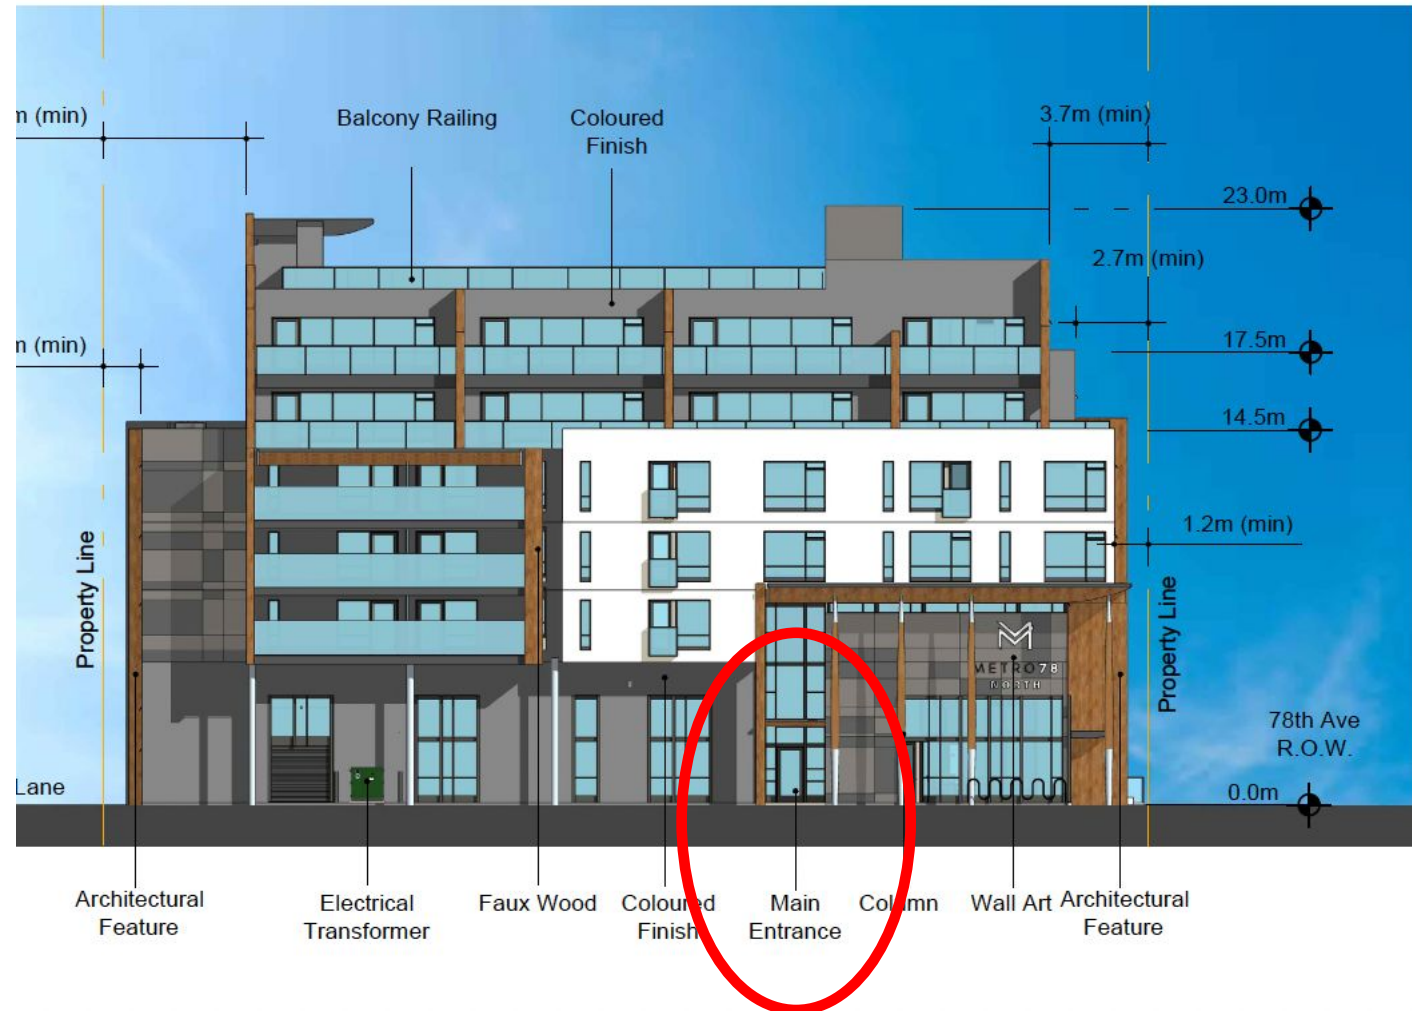 m (min)
Balcony Railing
Coloured
Finish
3.7m (min)
23.0m
2.7m (min)
m (min)
17.5m
14.5m
1.2m (min)
Property Line
Property Line
METRO78
NORTH
78th Ave
R.O.W.
Lane
0.0m
Architectural
Feature
Electrical
Transformer
Faux Wood
Coloured
Finish
Main
Entrance
Column
Wall Art
Architectural
Feature